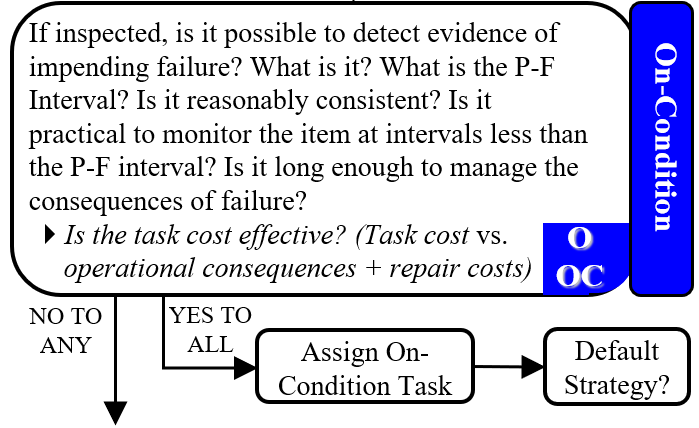 If inspected, is it possible to detect evidence of
impending failure? What is it? What is the P-F
Interval? Is it reasonably consistent? Is it
practical to monitor the item at intervals less than
the P-F interval? Is it long enough to manage the
consequences of failure?
Is the task cost effective? (Task cost vs.
operational consequences + repair costs)
O
OC
On-Condition
NO TO
ANY
YES TO
ALL
Assign On-
Condition Task
Default
Strategy?